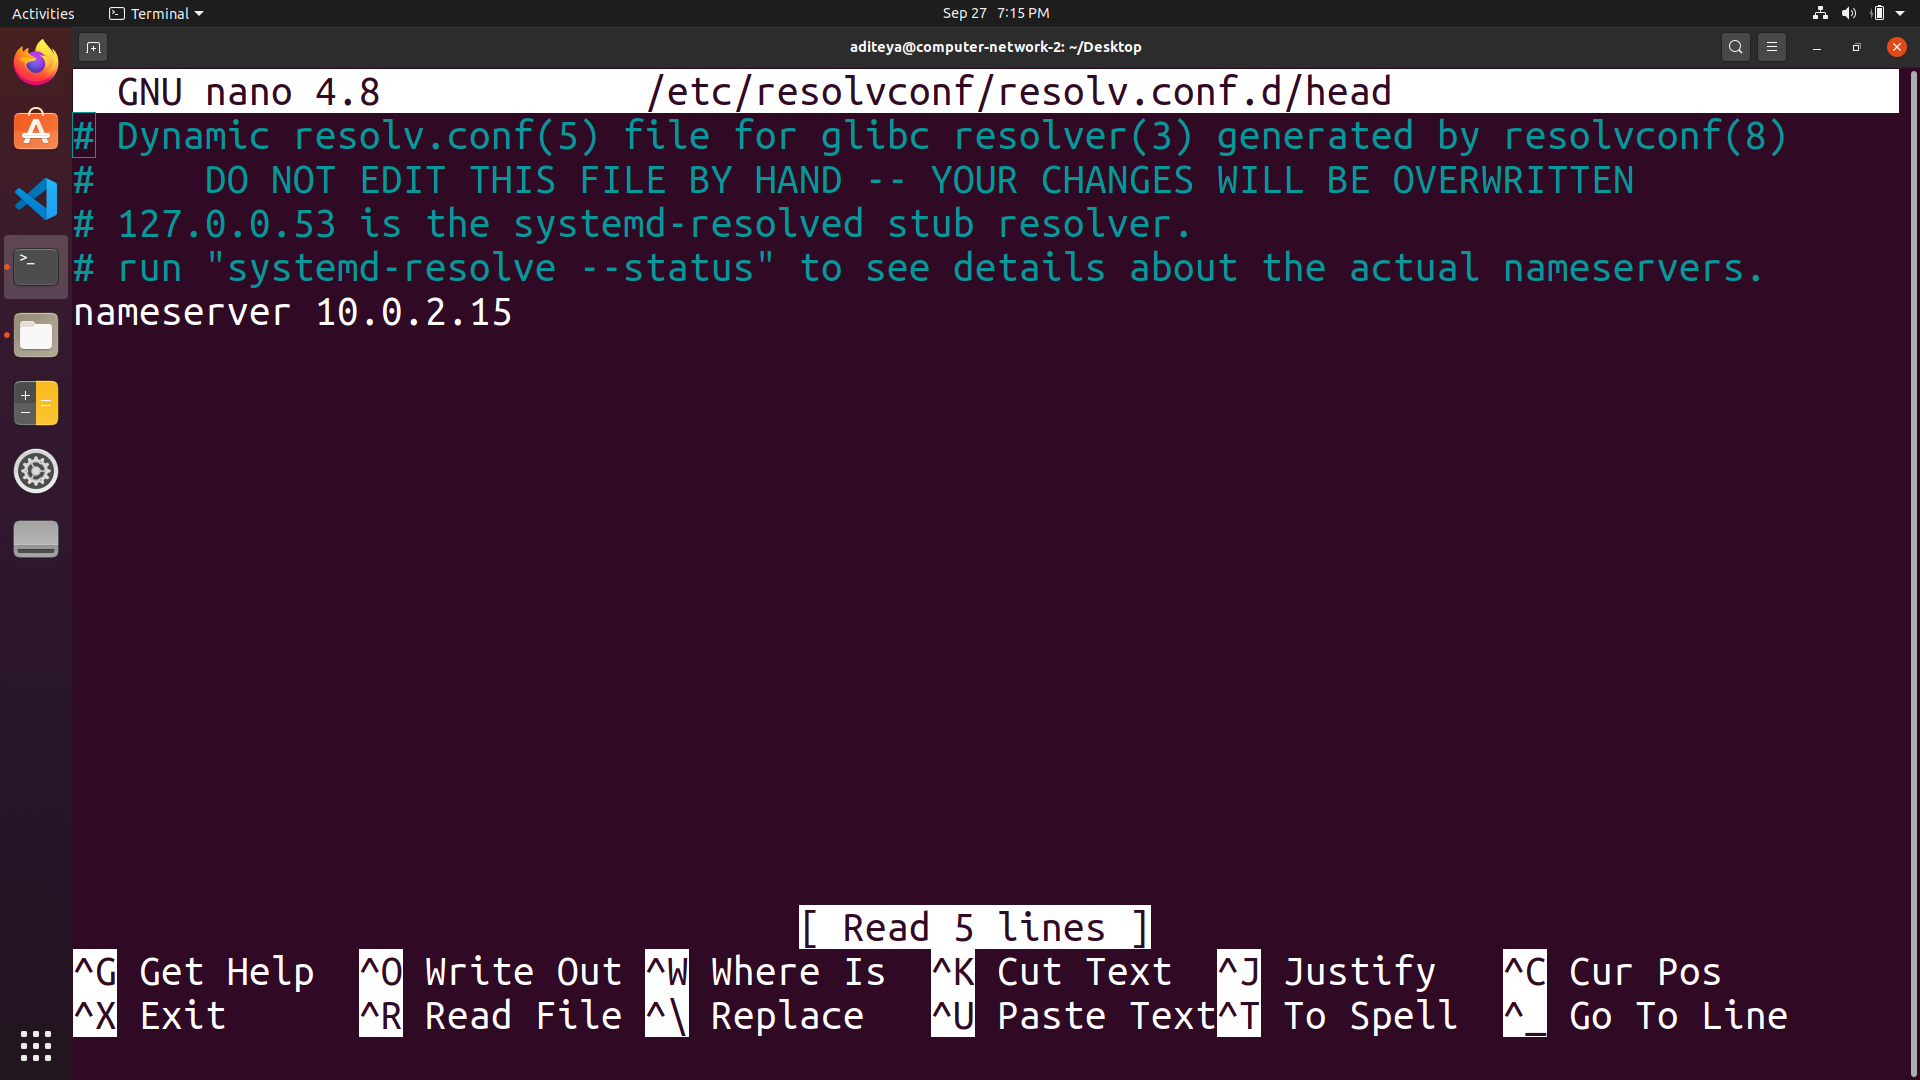 Activities Terminal Sep 27 7:15 PM
aditeya@computer-network-2: ~/Desktop
GNU nano 4.8 /etc/resolvconf/resolv.conf.d/head
# Dynamic resolv.conf(5) file for glibc resolver(3) generated by resolvconf(8)
#     DO NOT EDIT THIS FILE BY HAND -- YOUR CHANGES WILL BE OVERWRITTEN
# 127.0.0.53 is the systemd-resolved stub resolver.
# run "systemd-resolve --status" to see details about the actual nameservers.
nameserver 10.0.2.15
[ Read 5 lines ]
^G Get Help ^O Write Out ^W Where Is ^K Cut Text ^J Justify ^C Cur Pos
^X Exit ^R Read File ^\ Replace ^U Paste Text ^T To Spell ^_ Go To Line